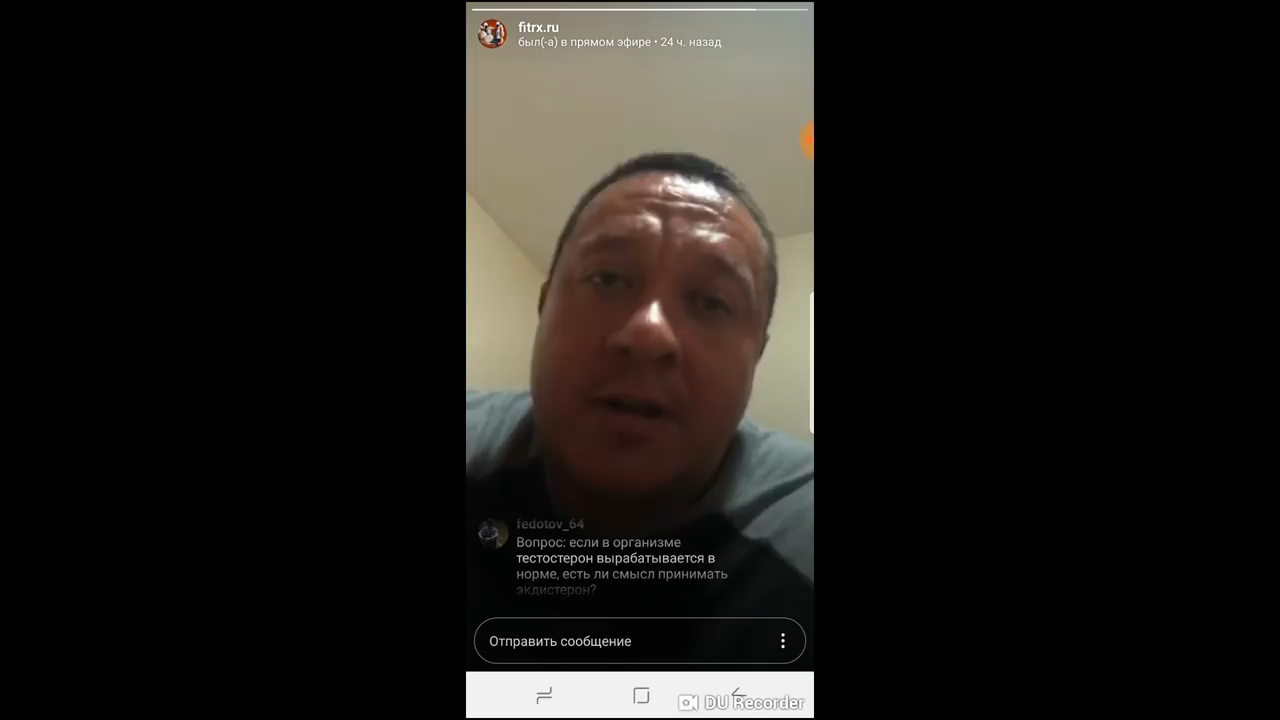 fitrx.ru
был(-а) в прямом эфире • 24 ч. назад
fedotov_64
Вопрос: если в организме
тестостерон вырабатывается в
норме, есть ли смысл принимать
экдистерон?
Отправить сообщение
DU Recorder